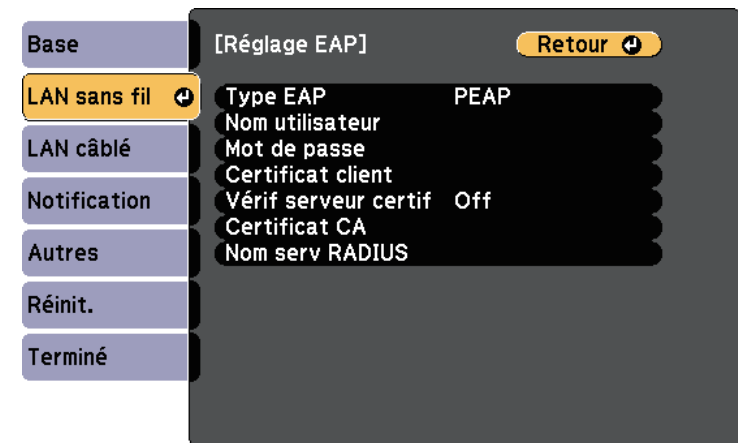 Base
LAN sans fil
LAN câblé
Notification
Autres
Réinit.
Terminé
[Réglage EAP]
Retour
Type EAP PEAP
Nom utilisateur
Mot de passe
Certificat client
Vérif serveur certif Off
Certificat CA
Nom serv RADIUS